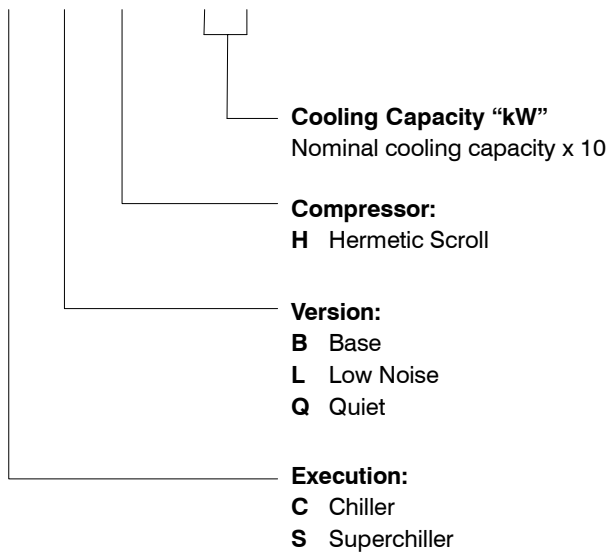 Cooling Capacity “kW”
Nominal cooling capacity x 10
Compressor:
H Hermetic Scroll
Version:
B Base
L Low Noise
Q Quiet
Execution:
C Chiller
S Superchiller